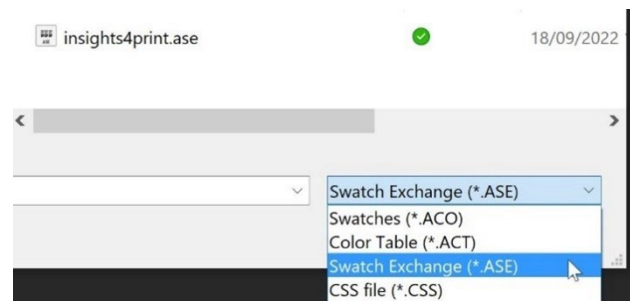 insights4print.ase
18/09/2022
Swatch Exchange (*.ASE)
Swatches (*.ACO)
Color Table (*.ACT)
Swatch Exchange (*.ASE)
CSS file (*.CSS)